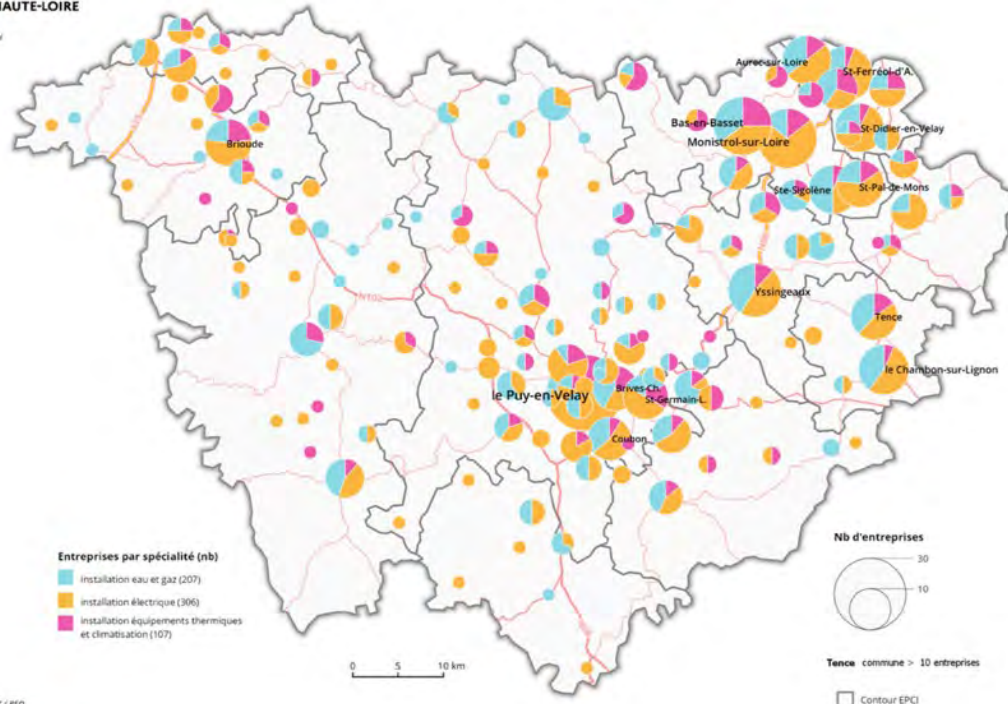 HAUTE-LOIRE
Aurec-sur-Loire
St-Ferréol-d'A.
Bas-en-Basset
St-Didier-en-Velay
Monistrol-sur-Loire
Brioude
Ste-Sigolène
St-Pal-de-Mons
N102
Yssingeaux
Tence
le Chambon-sur-Lignon
Brives-Ch.
le Puy-en-Velay
St-Germain-L.
Coubon
Entreprises par spécialité (nb)
installation eau et gaz (207)
installation électrique (306)
installation équipements thermiques
et climatisation (107)
0 5 10 km
Nb d'entreprises
30
10
Tence commune > 10 entreprises
Contour EPCI